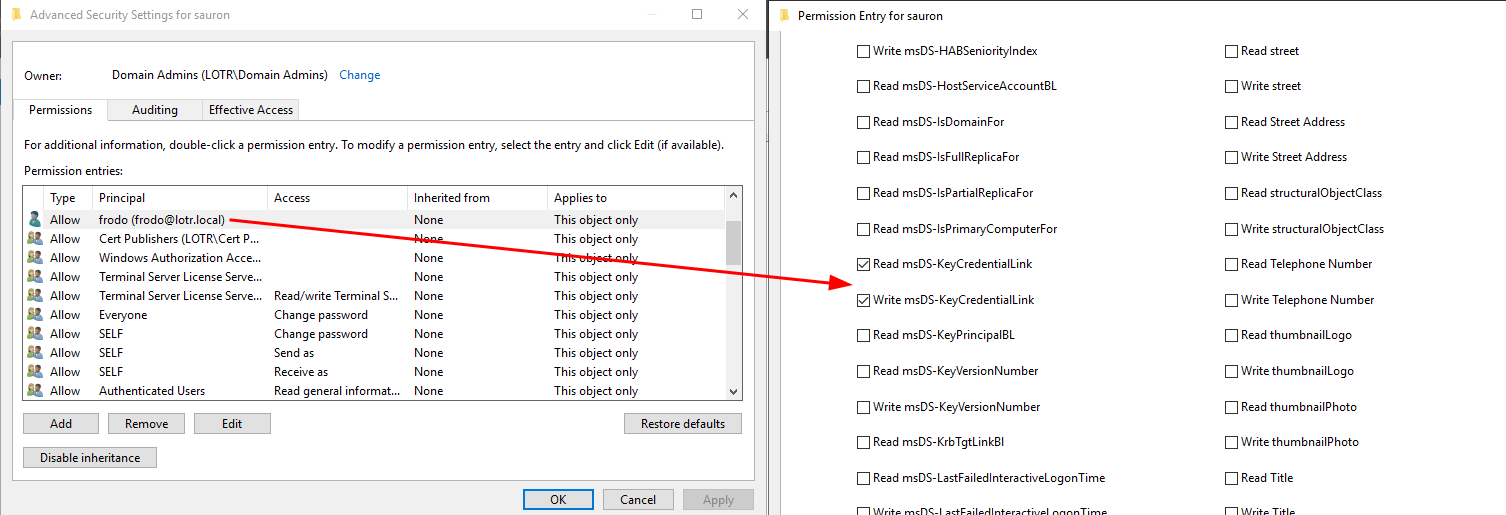 Advanced Security Settings for sauron
Owner: Domain Admins (LOTR\Domain Admins) Change
Permissions Auditing Effective Access
For additional information, double-click a permission entry. To modify a permission entry, select the entry and click Edit (if available).
Permission entries:
Type Principal Access Inherited from Applies to
Allow frodo (frodo@lotr.local) None This object only
Allow Cert Publishers (LOTR\Cert P... None This object only
Allow Windows Authorization Acce... None This object only
Allow Terminal Server License Serve... None This object only
Allow Terminal Server License Serve... Read/write Terminal S... None This object only
Allow Everyone Change password None This object only
Allow SELF Change password None This object only
Allow SELF Send as None This object only
Allow SELF Receive as None This object only
Allow Authenticated Users Read general informat... None This object only
Add Remove Edit Restore defaults
Disable inheritance
OK Cancel Apply
Permission Entry for sauron
Write msDS-HABSeniorityIndex Read street
Read msDS-HostServiceAccountBL Write street
Read msDS-IsDomainFor Read Street Address
Read msDS-IsFullReplicaFor Write Street Address
Read msDS-IsPartialReplicaFor Read structuralObjectClass
Read msDS-IsPrimaryComputerFor Write structuralObjectClass
Read msDS-KeyCredentialLink Read Telephone Number
Write msDS-KeyCredentialLink Write Telephone Number
Read msDS-KeyPrincipalBL Read thumbnailLogo
Read msDS-KeyVersionNumber Write thumbnailLogo
Write msDS-KeyVersionNumber Read thumbnailPhoto
Read msDS-KrbTgtLinkBl Write thumbnailPhoto
Read msDS-LastFailedInteractiveLogonTime Read Title
Write msDS-LastFailedInteractiveLogonTime Write Title